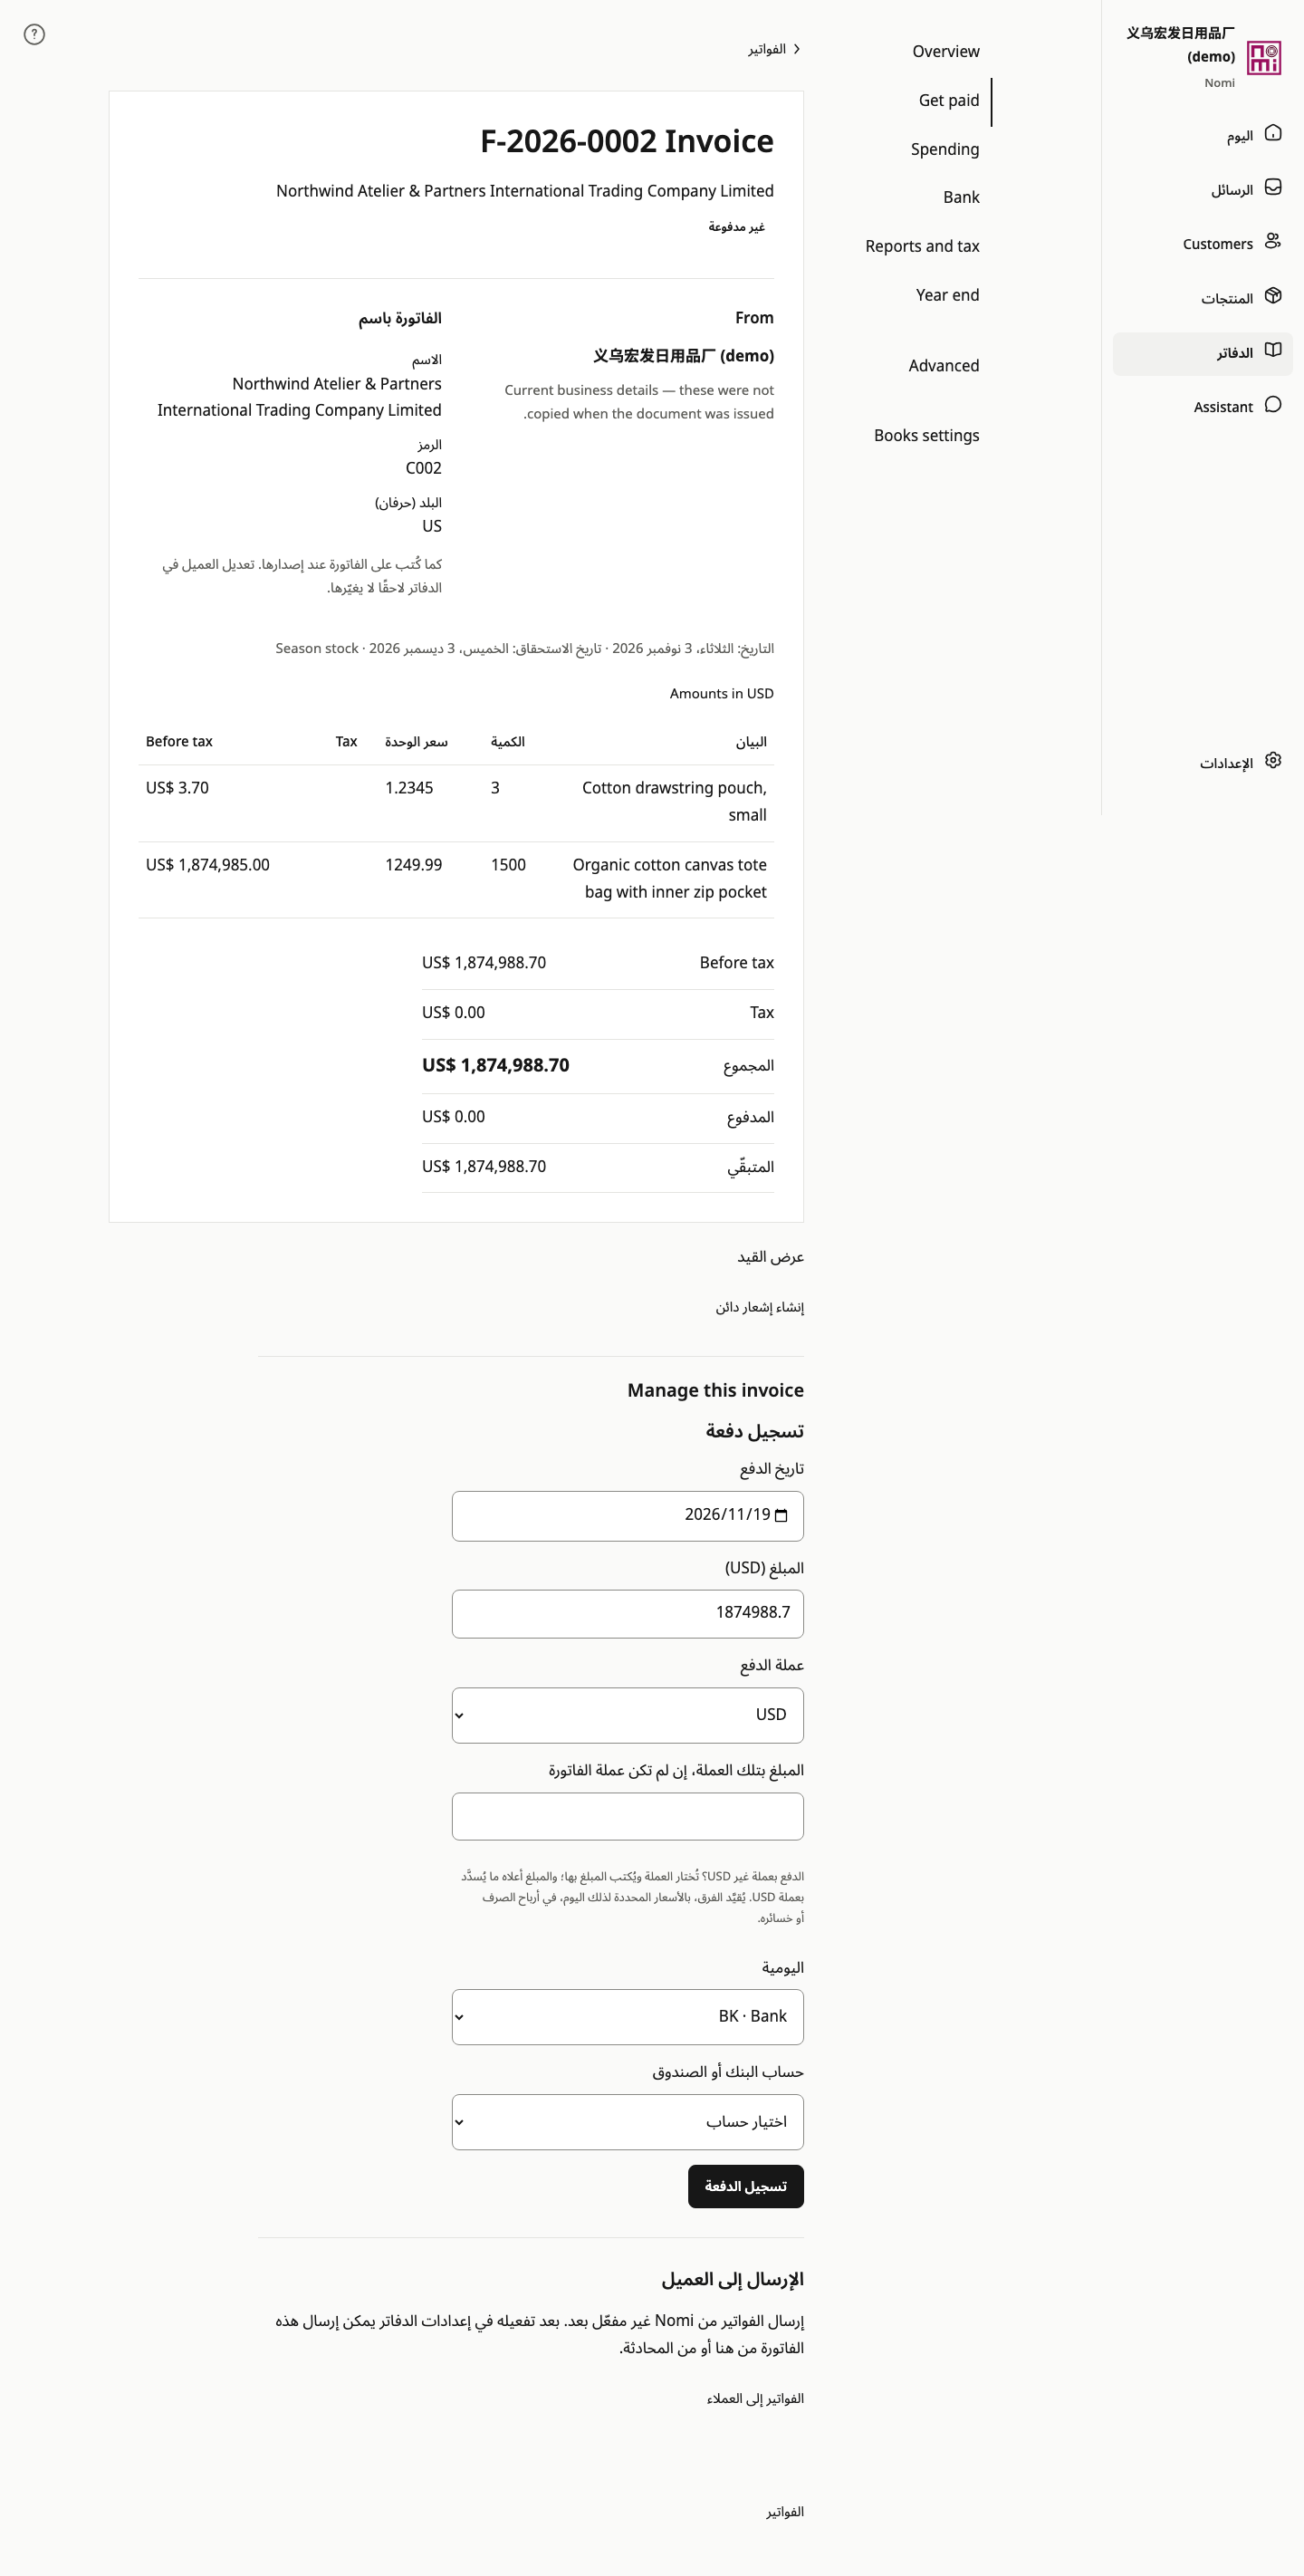 义乌宏发日用品厂
(demo)
Nomi
اليوم
الرسائل
Customers
المنتجات
الدفاتر
Assistant
الإعدادات
Overview
Get paid
Spending
Bank
Reports and tax
Year end
Advanced
Books settings
الفواتير
F-2026-0002 Invoice
Northwind Atelier & Partners International Trading Company Limited
غير مدفوعة
From
义乌宏发日用品厂 (demo)
Current business details — these were not
copied when the document was issued.
الفاتورة باسم
الاسم
Northwind Atelier & Partners
International Trading Company Limited
الرمز
C002
البلد (حرفان)
US
كما كُتب على الفاتورة عند إصدارها. تعديل العميل في
الدفاتر لاحقًا لا يغيّرها.
التاريخ: الثلاثاء، 3 نوفمبر 2026 · تاريخ الاستحقاق: الخميس، 3 ديسمبر 2026 · Season stock
Amounts in USD
البيان الكمية سعر الوحدة Tax Before tax
Cotton drawstring pouch, 3 1.2345 US$ 3.70
small
Organic cotton canvas tote 1500 1249.99 US$ 1,874,985.00
bag with inner zip pocket
Before tax US$ 1,874,988.70
Tax US$ 0.00
المجموع US$ 1,874,988.70
المدفوع US$ 0.00
المتبقّي US$ 1,874,988.70
عرض القيد
إنشاء إشعار دائن
Manage this invoice
تسجيل دفعة
تاريخ الدفع
2026/11/19
المبلغ (USD)
1874988.7
عملة الدفع
USD
المبلغ بتلك العملة، إن لم تكن عملة الفاتورة
الدفع بعملة غير USD؟ تُختار العملة ويُكتب المبلغ بها؛ والمبلغ أعلاه ما يُسدَّد
بعملة USD. يُقيَّد الفرق، بالأسعار المحددة لذلك اليوم، في أرباح الصرف
أو خسائره.
اليومية
BK · Bank
حساب البنك أو الصندوق
اختيار حساب
تسجيل الدفعة
الإرسال إلى العميل
إرسال الفواتير من Nomi غير مفعّل بعد. بعد تفعيله في إعدادات الدفاتر يمكن إرسال هذه
الفاتورة من هنا أو من المحادثة.
الفواتير إلى العملاء
الفواتير